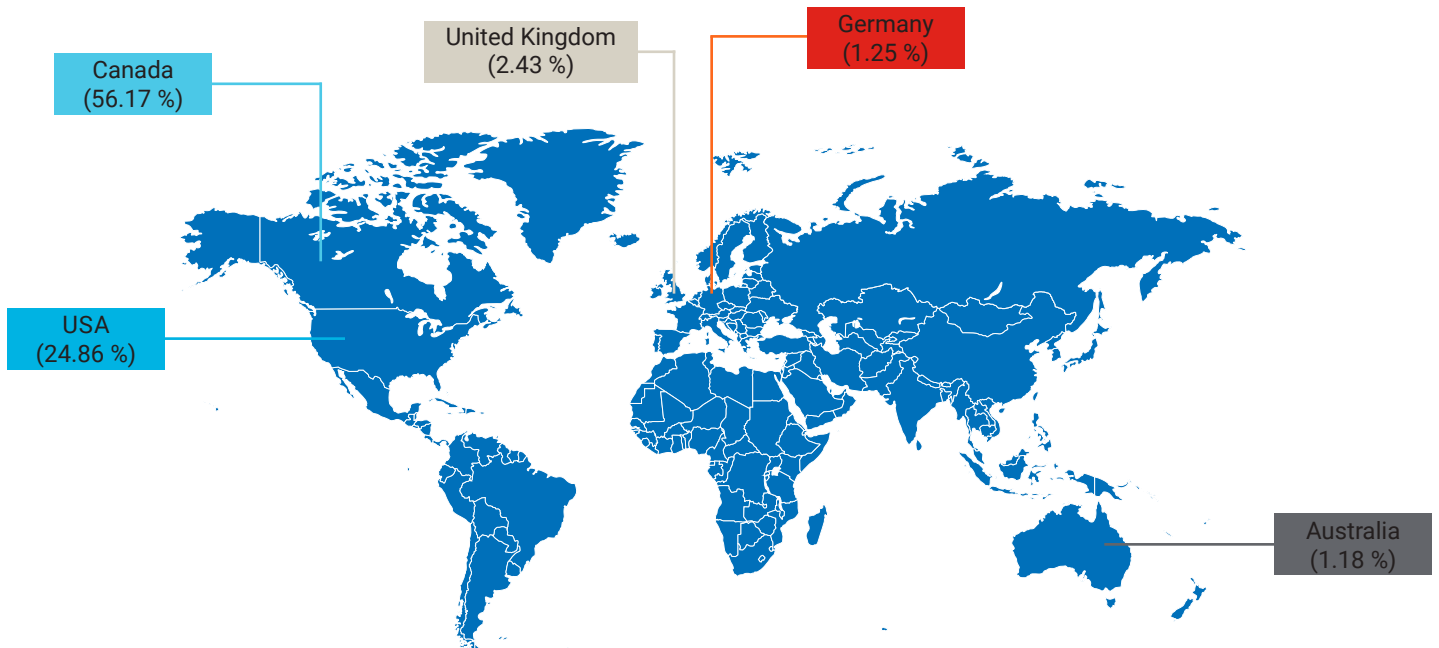 Germany
(1.25 %)
United Kingdom
(2.43 %)
Canada
(56.17 %)
USA
(24.86 %)
Australia
(1.18 %)